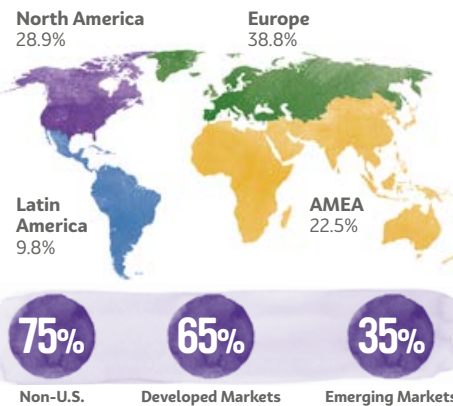 North America
28.9%
Europe
38.8%
Latin
America
9.8%
AMEA
22.5%
75%
65%
35%
Non-U.S.
Developed Markets
Emerging Markets